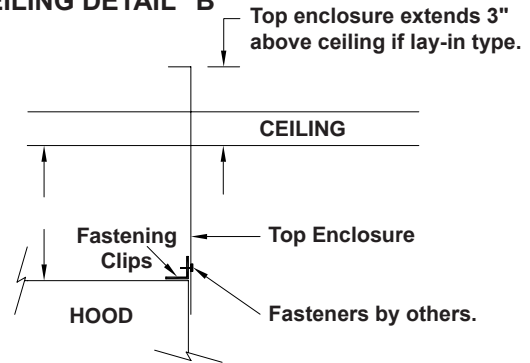 EILING DETAIL "B"
Top enclosure extends 3"
above ceiling if lay-in type.
CEILING
Fastening
Clips
Top Enclosure
HOOD
Fasteners by others.